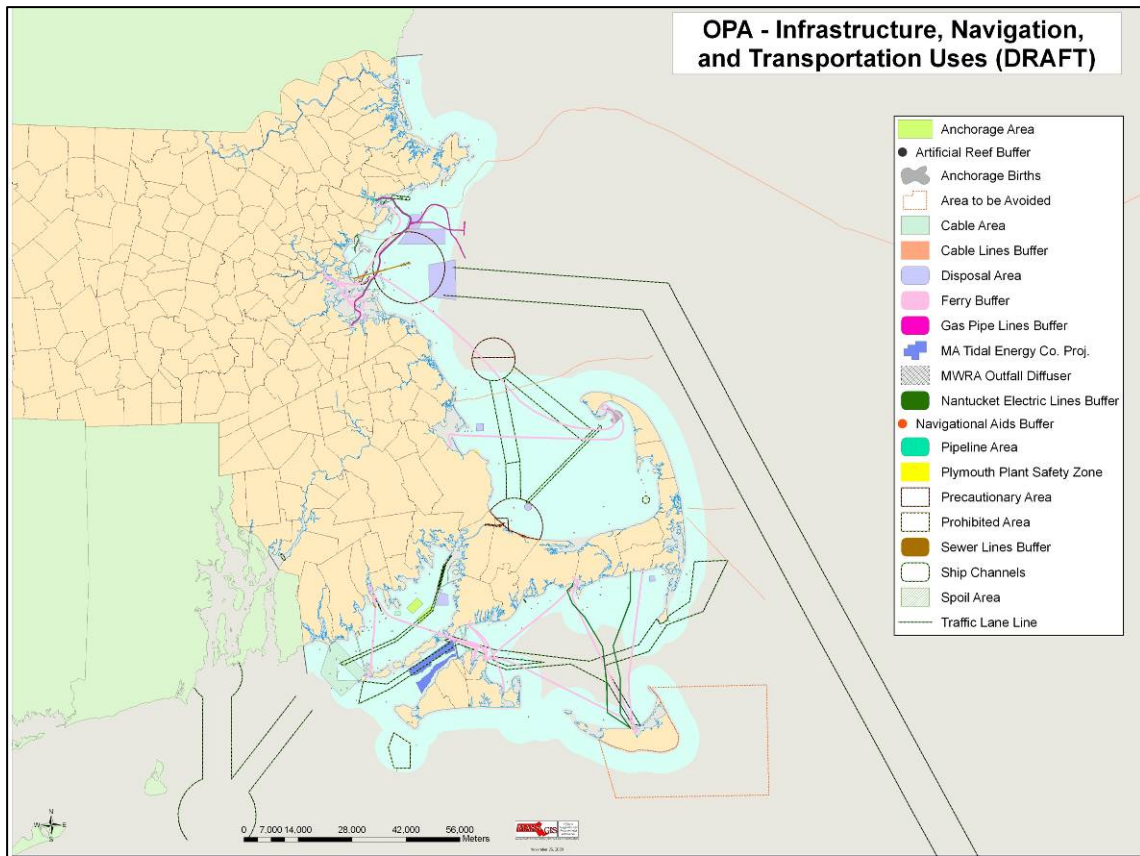 OPA - Infrastructure, Navigation,
and Transportation Uses (DRAFT)
Anchorage Area
Artificial Reef Buffer
Anchorage Births
Area to be Avoided
Cable Area
Cable Lines Buffer
Disposal Area
Ferry Buffer
Gas Pipe Lines Buffer
MA Tidal Energy Co. Proj.
MWRA Outfall Diffuser
Nantucket Electric Lines Buffer
Navigational Aids Buffer
Pipeline Area
Plymouth Plant Safety Zone
Precautionary Area
Prohibited Area
Sewer Lines Buffer
Ship Channels
Spoil Area
Traffic Lane Line
N
W E
S
0 7,000 14,000 28,000 42,000 56,000
Meters